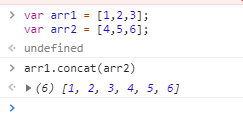 > var arr1 = [1,2,3];
var arr2 = [4,5,6];
< undefined
> arr1.concat(arr2)
< ▶ (6) [1, 2, 3, 4, 5, 6]
>